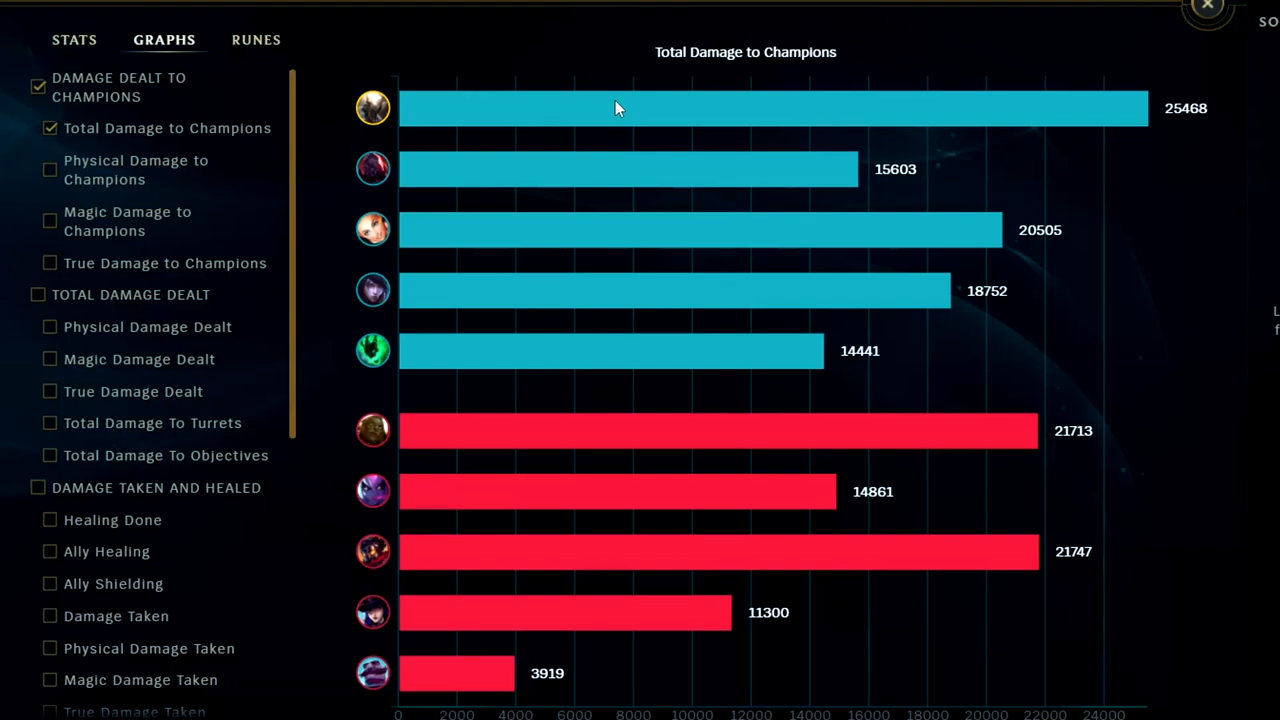 STATS GRAPHS RUNES
SO
Total Damage to Champions
DAMAGE DEALT TO
CHAMPIONS
Total Damage to Champions
Physical Damage to
Champions
Magic Damage to
Champions
True Damage to Champions
TOTAL DAMAGE DEALT
Physical Damage Dealt
Magic Damage Dealt
True Damage Dealt
Total Damage To Turrets
Total Damage To Objectives
DAMAGE TAKEN AND HEALED
Healing Done
Ally Healing
Ally Shielding
Damage Taken
Physical Damage Taken
Magic Damage Taken
True Damage Taken
25468
15603
20505
18752
14441
21713
14861
21747
11300
3919
0 2000 4000 6000 8000 10000 12000 14000 16000 18000 20000 22000 24000